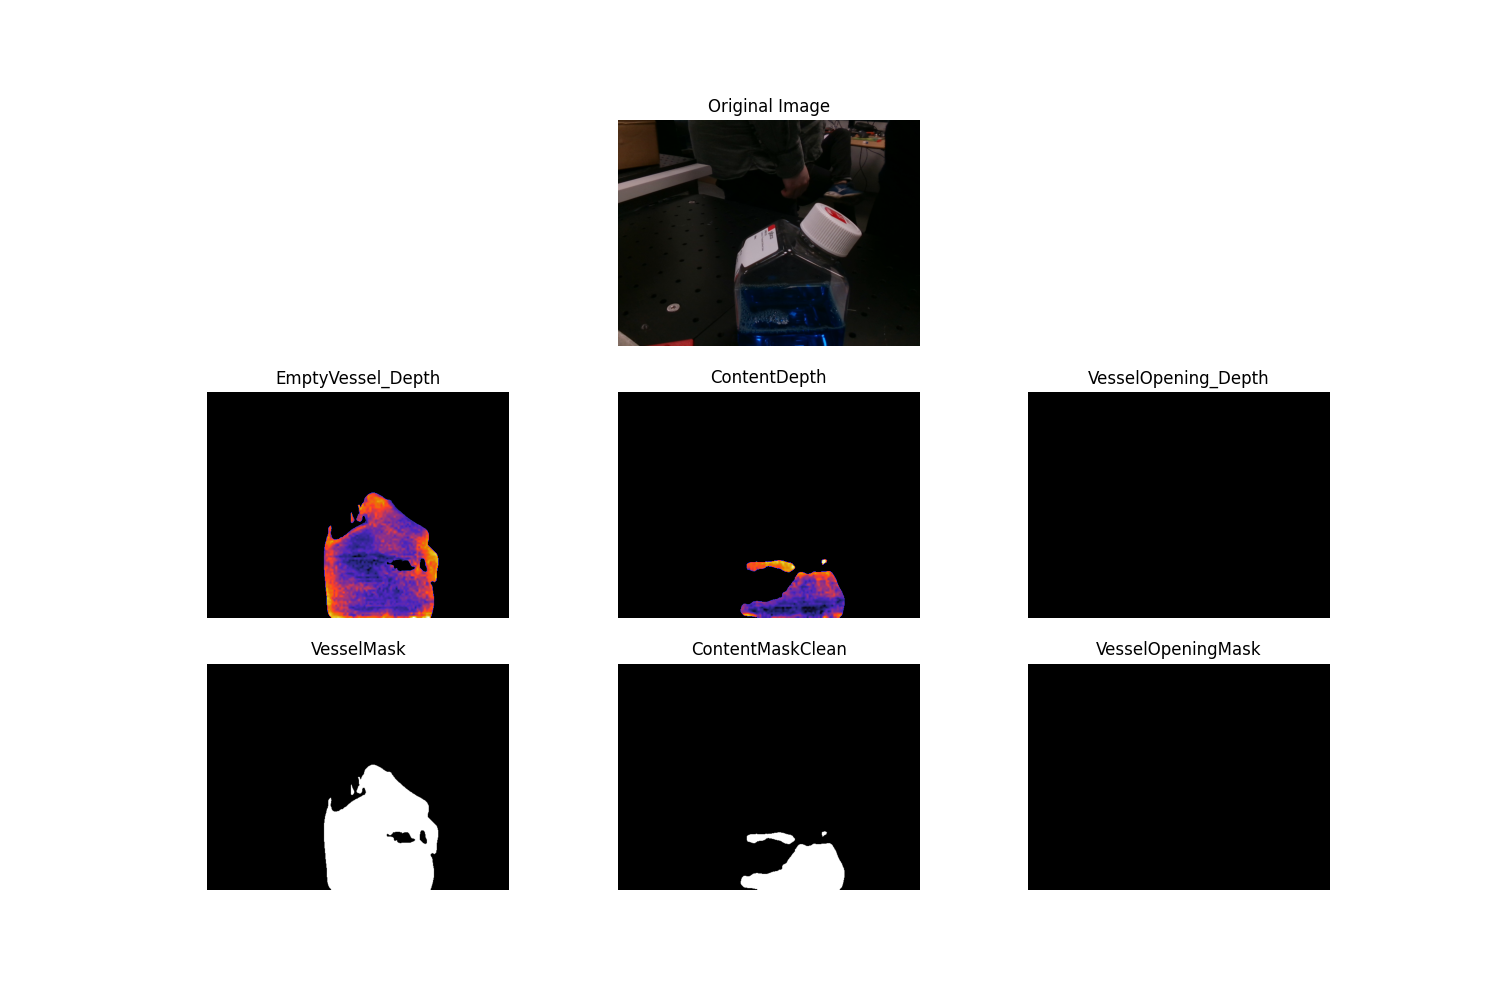 Original Image
EmptyVessel_Depth
ContentDepth
VesselOpening_Depth
VesselMask
ContentMaskClean
VesselOpeningMask